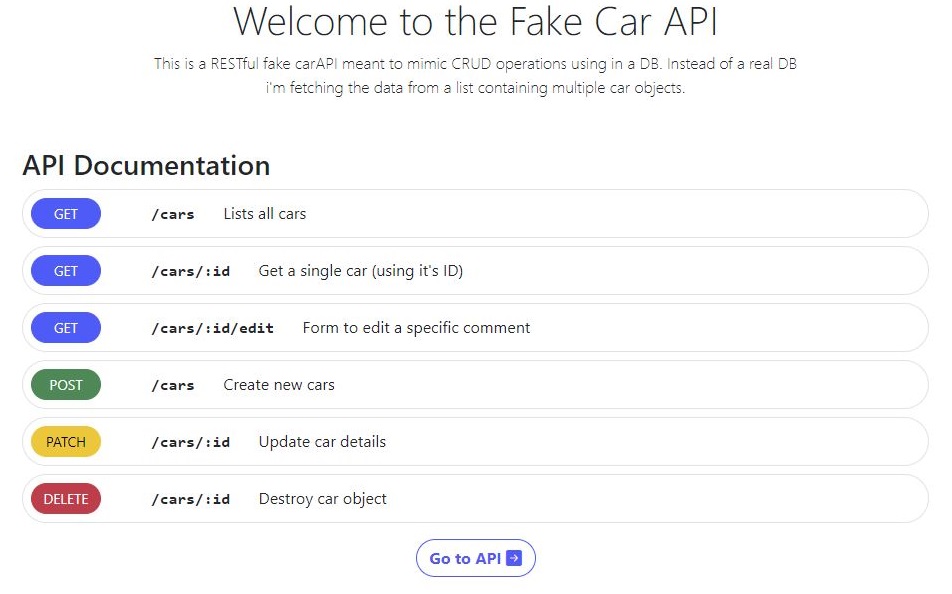 Welcome to the Fake Car API
This is a RESTful fake carAPI meant to mimic CRUD operations using in a DB. Instead of a real DB
i'm fetching the data from a list containing multiple car objects.
API Documentation
GET /cars Lists all cars
GET /cars/:id Get a single car (using it's ID)
GET /cars/:id/edit Form to edit a specific comment
POST /cars Create new cars
PATCH /cars/:id Update car details
DELETE /cars/:id Destroy car object
Go to API